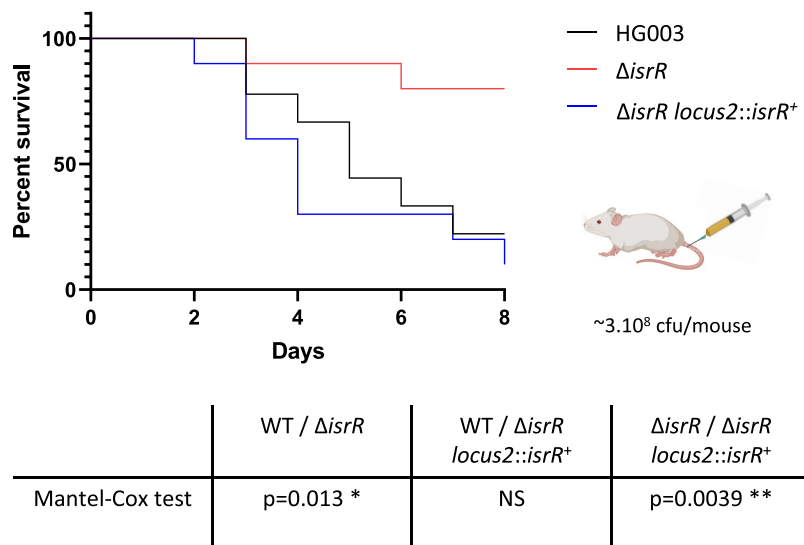 HG003
ΔisrR
ΔisrR locus2::isrR⁺
Percent survival
100
50
0
0 2 4 6 8
Days
~3.10⁸ cfu/mouse
WT / ΔisrR
WT / ΔisrR
locus2::isrR⁺
ΔisrR / ΔisrR
locus2::isrR⁺
Mantel-Cox test
p=0.013 *
NS
p=0.0039 **